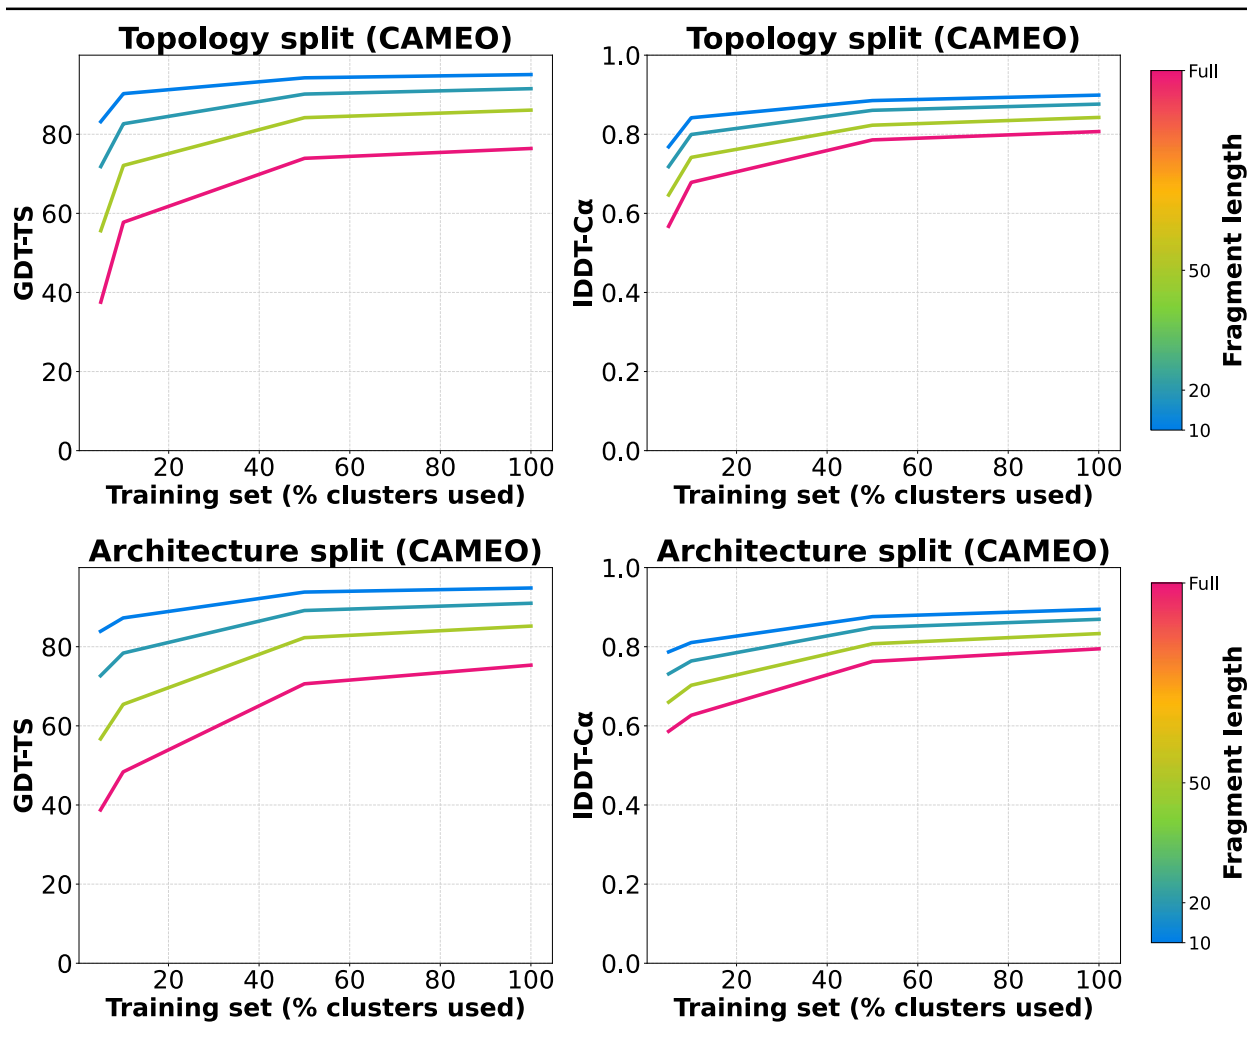 Topology split (CAMEO)
GDT-TS
80
60
40
20
0
20 40 60 80 100
Training set (% clusters used)
Topology split (CAMEO)
lDDT-Cα
1.0
0.8
0.6
0.4
0.2
0.0
20 40 60 80 100
Training set (% clusters used)
Full
50
20
10
Fragment length
Architecture split (CAMEO)
GDT-TS
80
60
40
20
0
20 40 60 80 100
Training set (% clusters used)
Architecture split (CAMEO)
lDDT-Cα
1.0
0.8
0.6
0.4
0.2
0.0
20 40 60 80 100
Training set (% clusters used)
Full
50
20
10
Fragment length